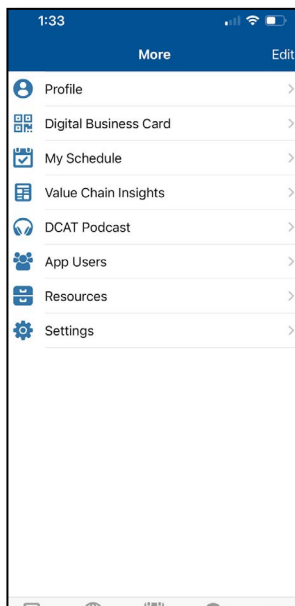 1:33
More
Edit
Profile
Digital Business Card
My Schedule
Value Chain Insights
DCAT Podcast
App Users
Resources
Settings